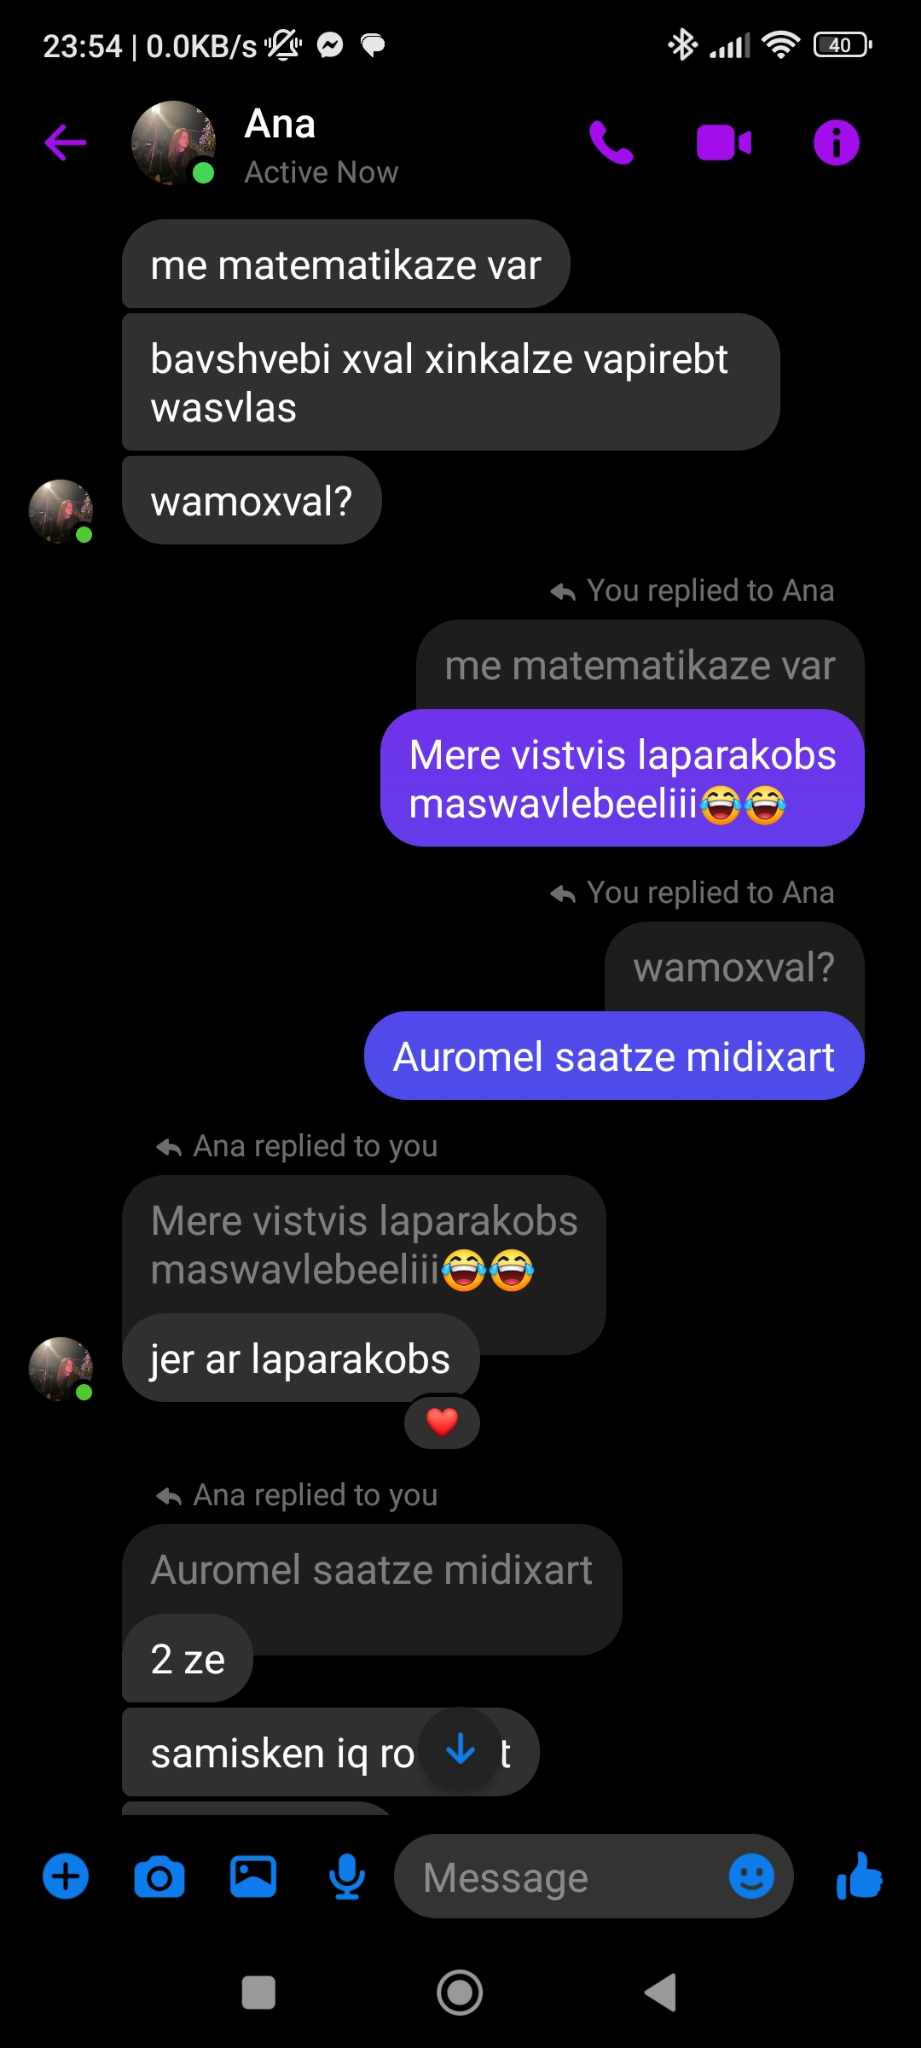 23:54 | 0.0KB/s
40
Ana
Active Now
me matematikaze var
bavshvebi xval xinkalze vapirebt
wasvlas
wamoxval?
You replied to Ana
me matematikaze var
Mere vistvis laparakobs
maswavlebeeliii😂😂
You replied to Ana
wamoxval?
Auromel saatze midixart
Ana replied to you
Mere vistvis laparakobs
maswavlebeeliii😂😂
jer ar laparakobs
Ana replied to you
Auromel saatze midixart
2 ze
samisken iq
Message